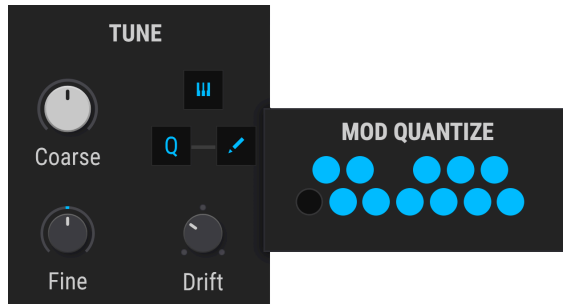 TUNE
Coarse
Q
MOD QUANTIZE
Fine
Drift